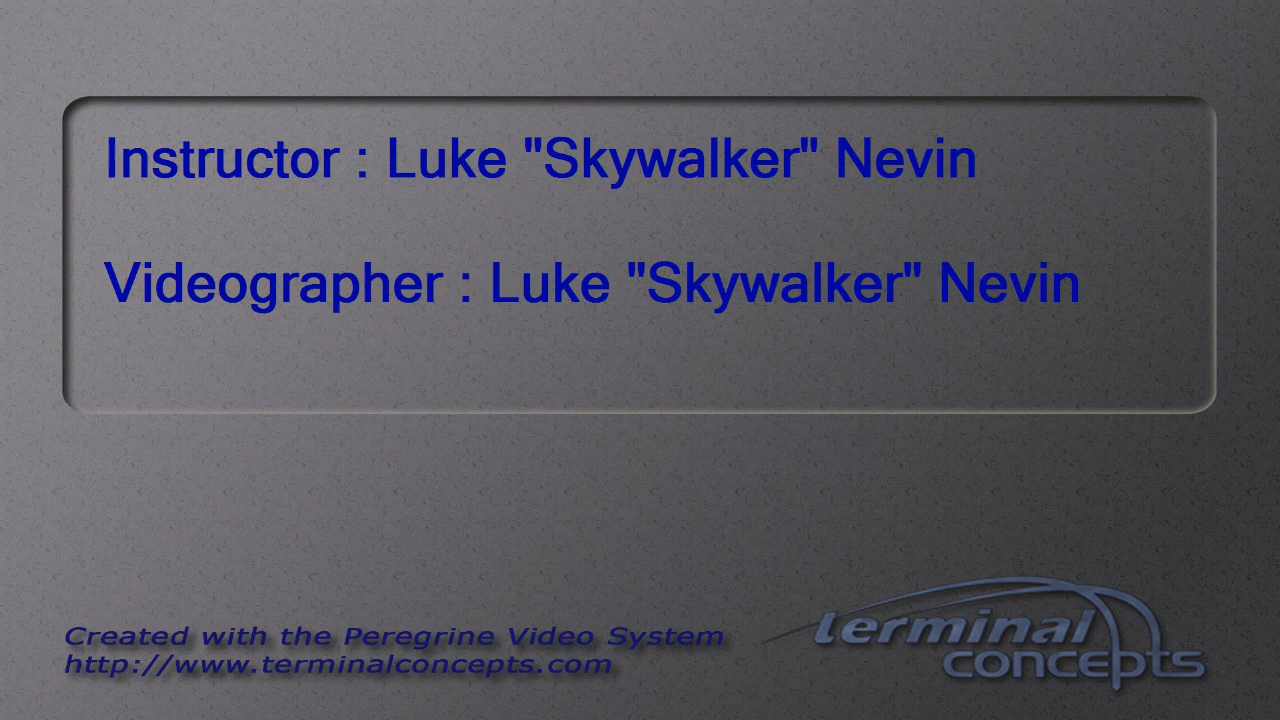 Instructor : Luke "Skywalker" Nevin
Videographer : Luke "Skywalker" Nevin
Created with the Peregrine Video System
http://www.terminalconcepts.com
terminal
concepts